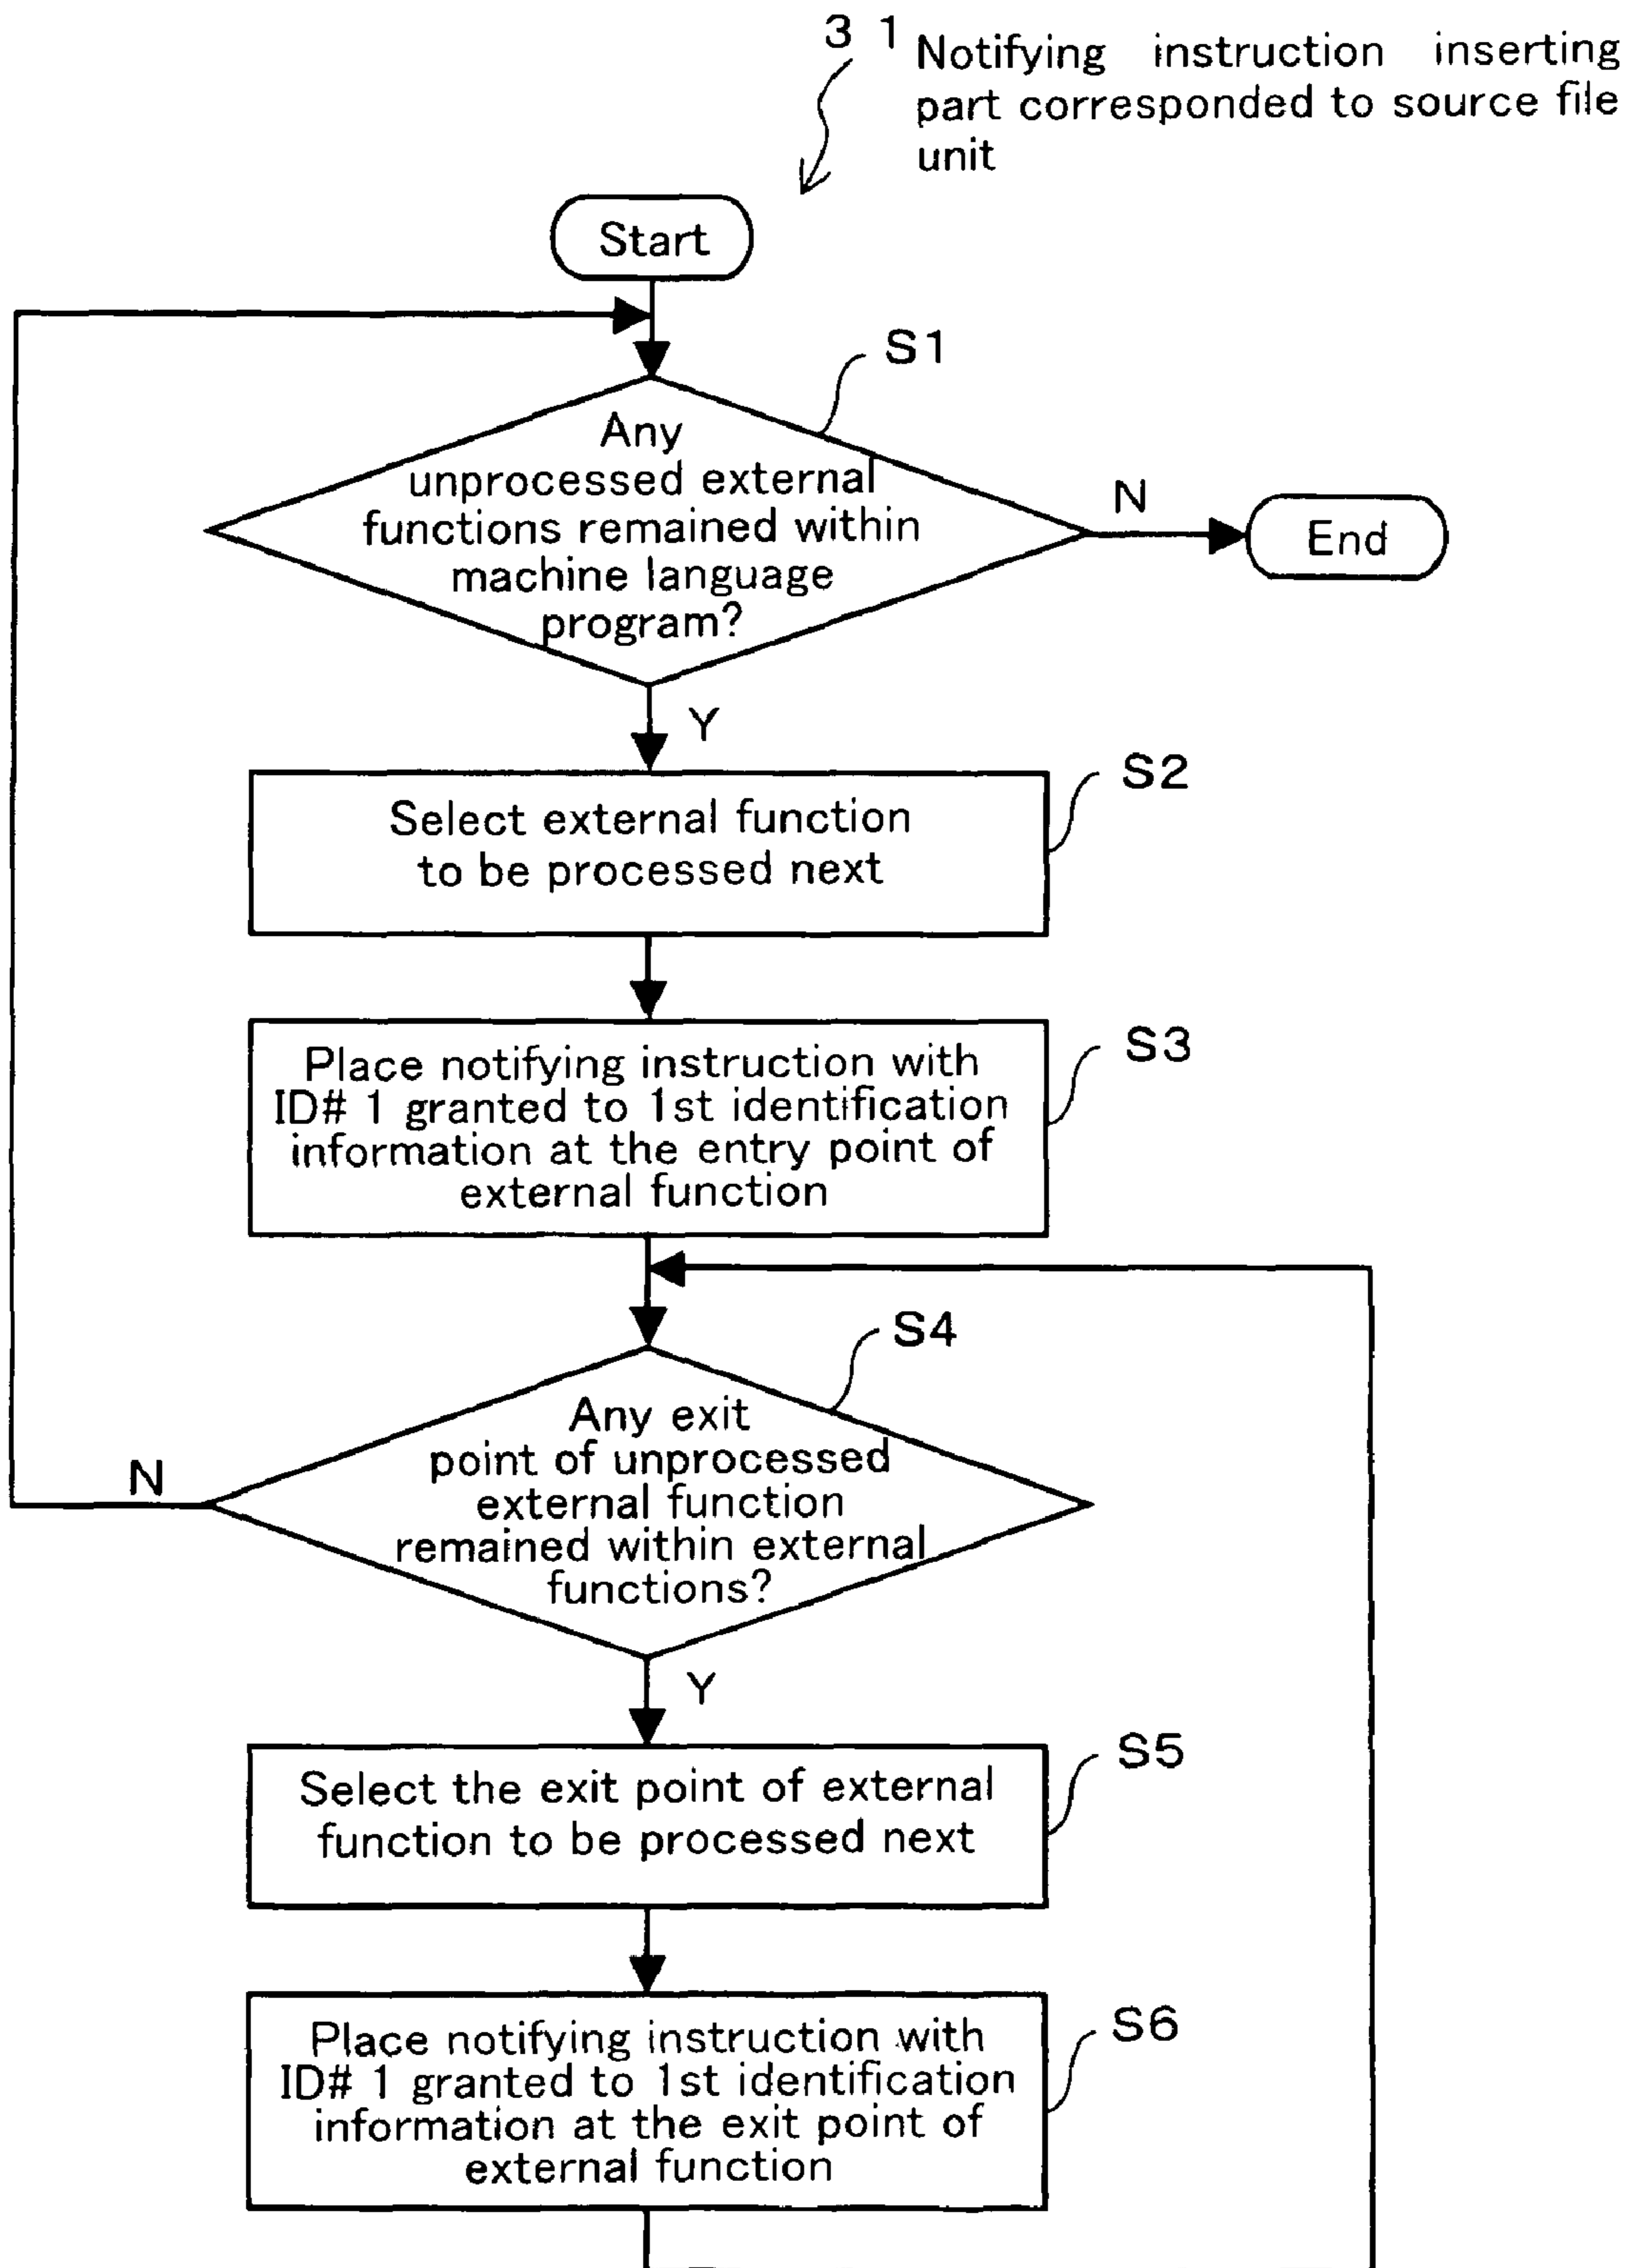 31
Notifying instruction inserting
part corresponded to source file
unit
Start
S1
Any
unprocessed external
functions remained within
machine language
program?
N
End
Y
S2
Select external function
to be processed next
S3
Place notifying instruction with
ID# 1 granted to 1st identification
information at the entry point of
external function
S4
Any exit
point of unprocessed
external function
remained within external
functions?
N
Y
S5
Select the exit point of external
function to be processed next
S6
Place notifying instruction with
ID# 1 granted to 1st identification
information at the exit point of
external function